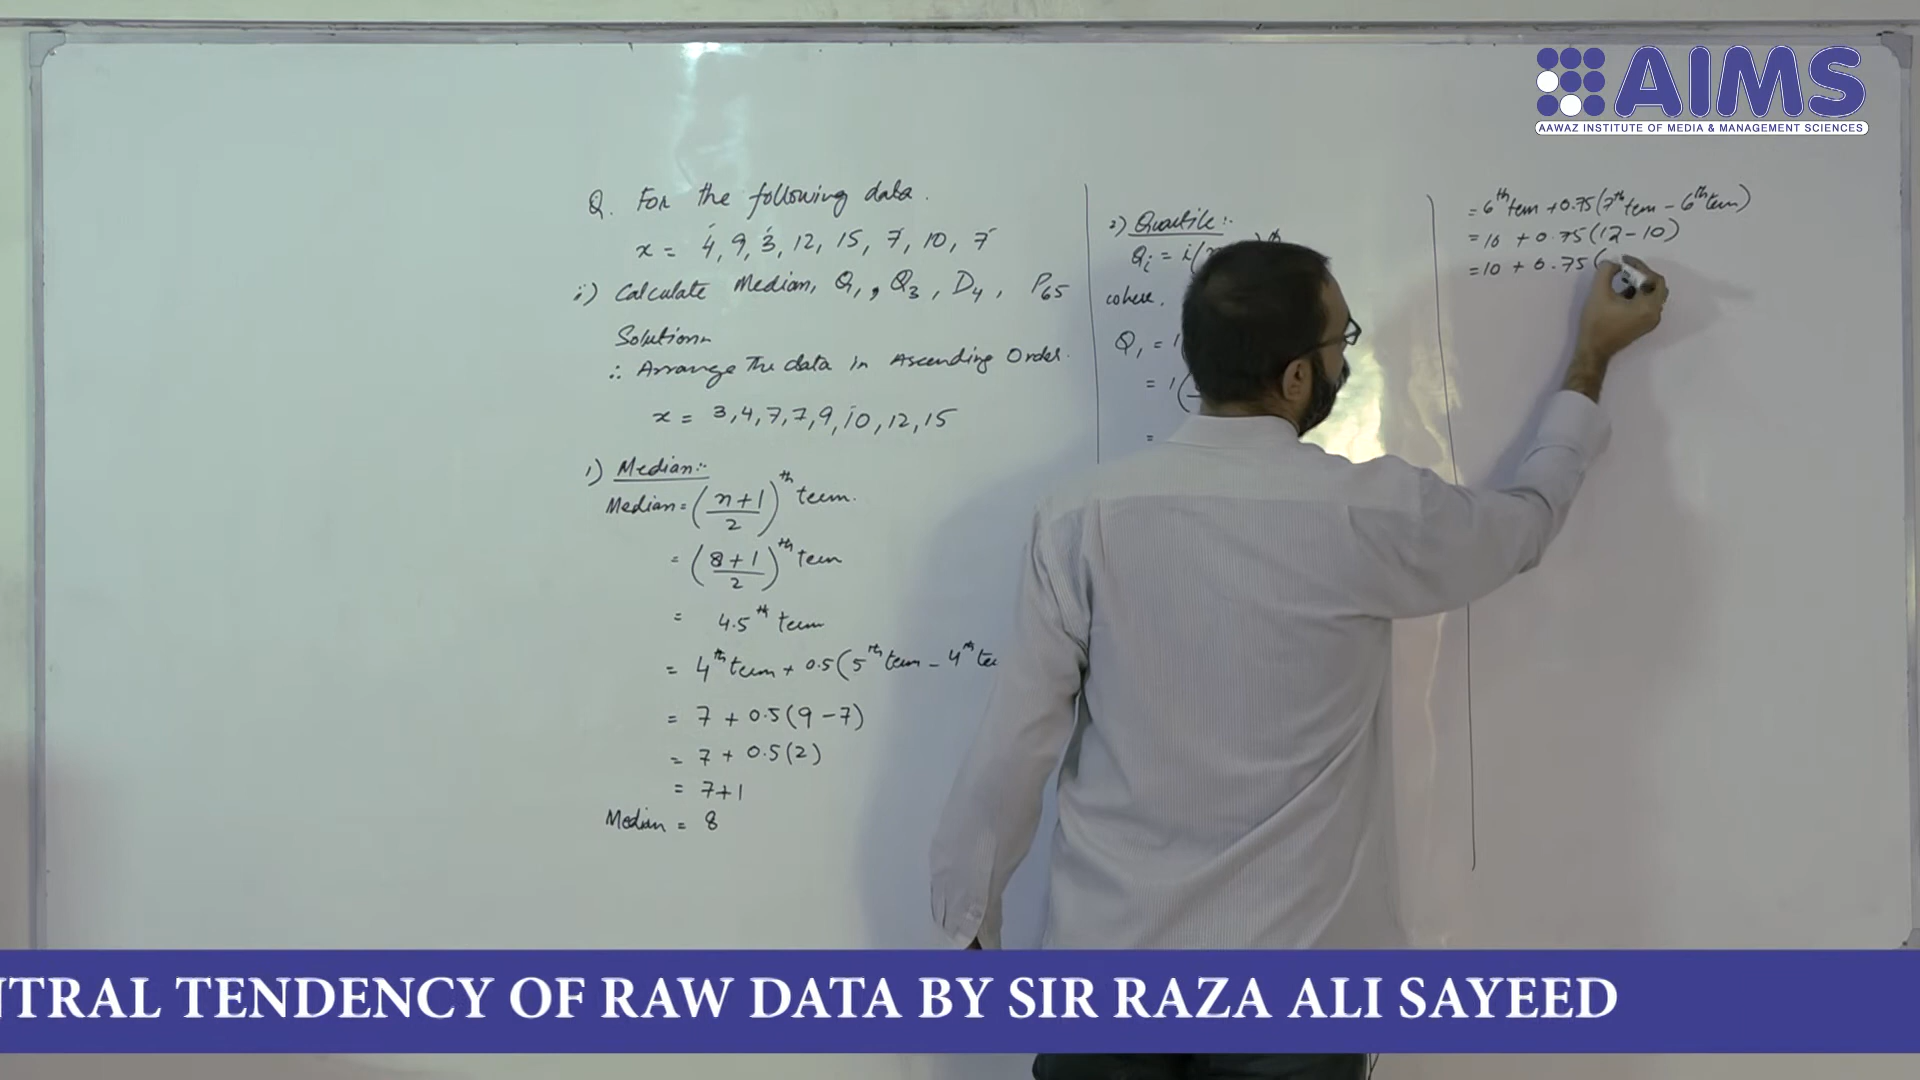 AIMS
AAWAZ INSTITUTE OF MEDIA & MANAGEMENT SCIENCES
Q. For the following data.
x = 4, 9, 3, 12, 15, 7, 10, 7
i) Calculate Median, Q1, Q3, D4, P65
Solution
∴ Arrange the data in Ascending Order.
x = 3, 4, 7, 7, 9, 10, 12, 15
1) Median:-
Median = (n+1/2)th term.
= (8+1/2)th term
= 4.5th term
= 4th term + 0.5(5th term - 4th te
= 7 + 0.5(9-7)
= 7 + 0.5(2)
= 7+1
Median = 8
2) Quartile:-
Qi = i(
where,
Q1 = 1
= 1(
=
= 6th term + 0.75(7th term - 6th term)
= 10 + 0.75(12-10)
= 10 + 0.75(
NTRAL TENDENCY OF RAW DATA BY SIR RAZA ALI SAYEED